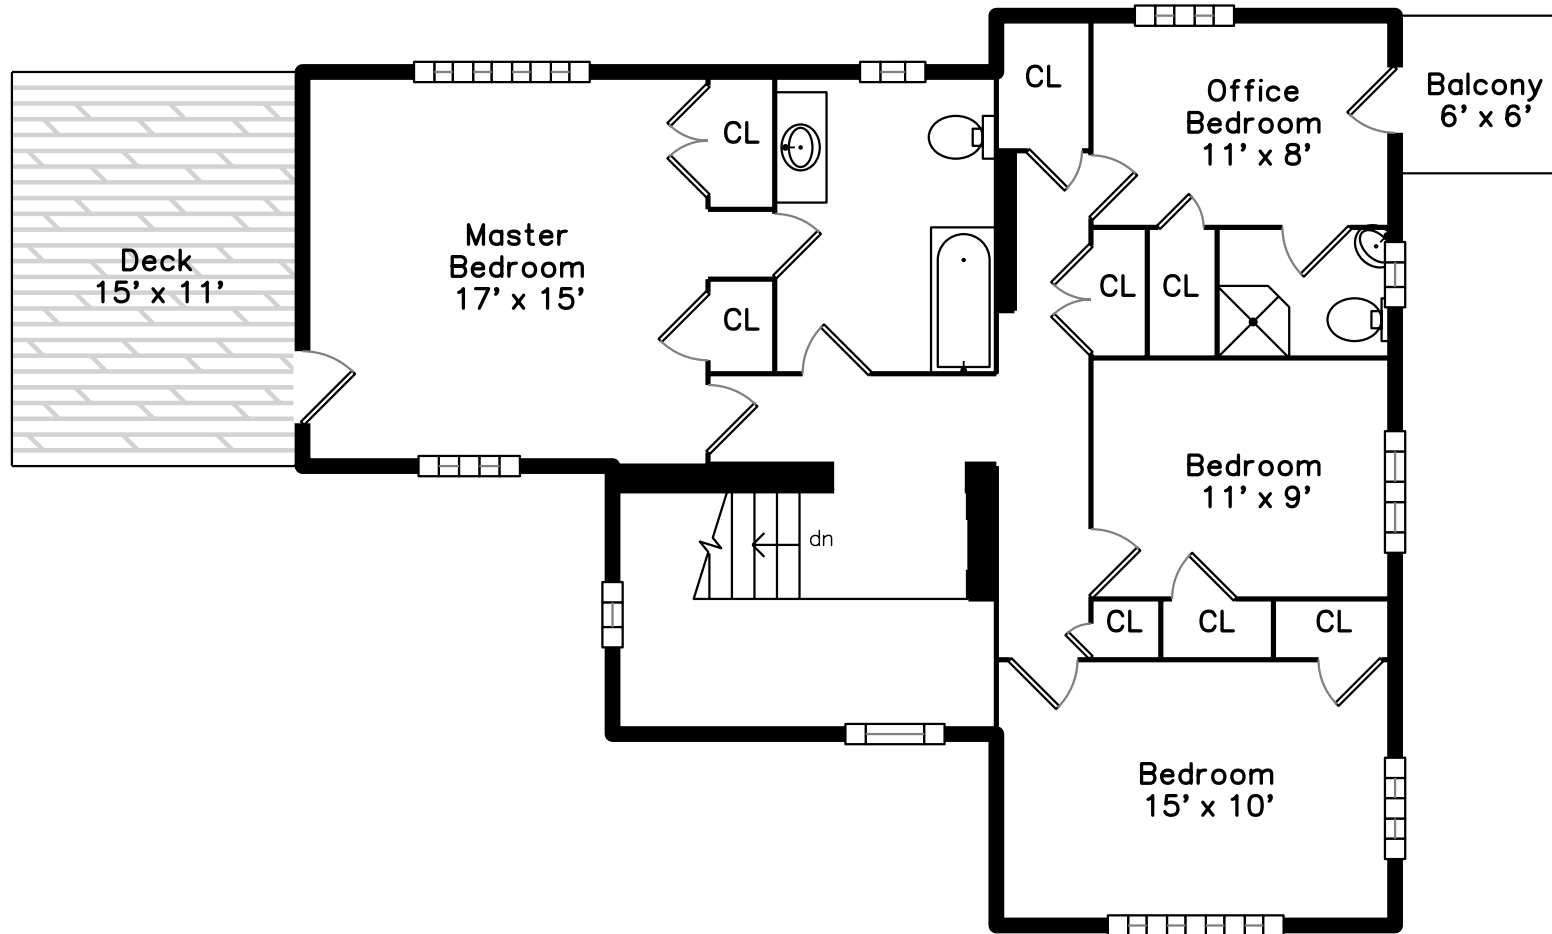 CL
Office
Bedroom
11' x 8'
Balcony
6' x 6'
CL
Master
Bedroom
17' x 15'
Deck
15' x 11'
CL
CL
CL
Bedroom
11' x 9'
dn
CL
CL
CL
Bedroom
15' x 10'